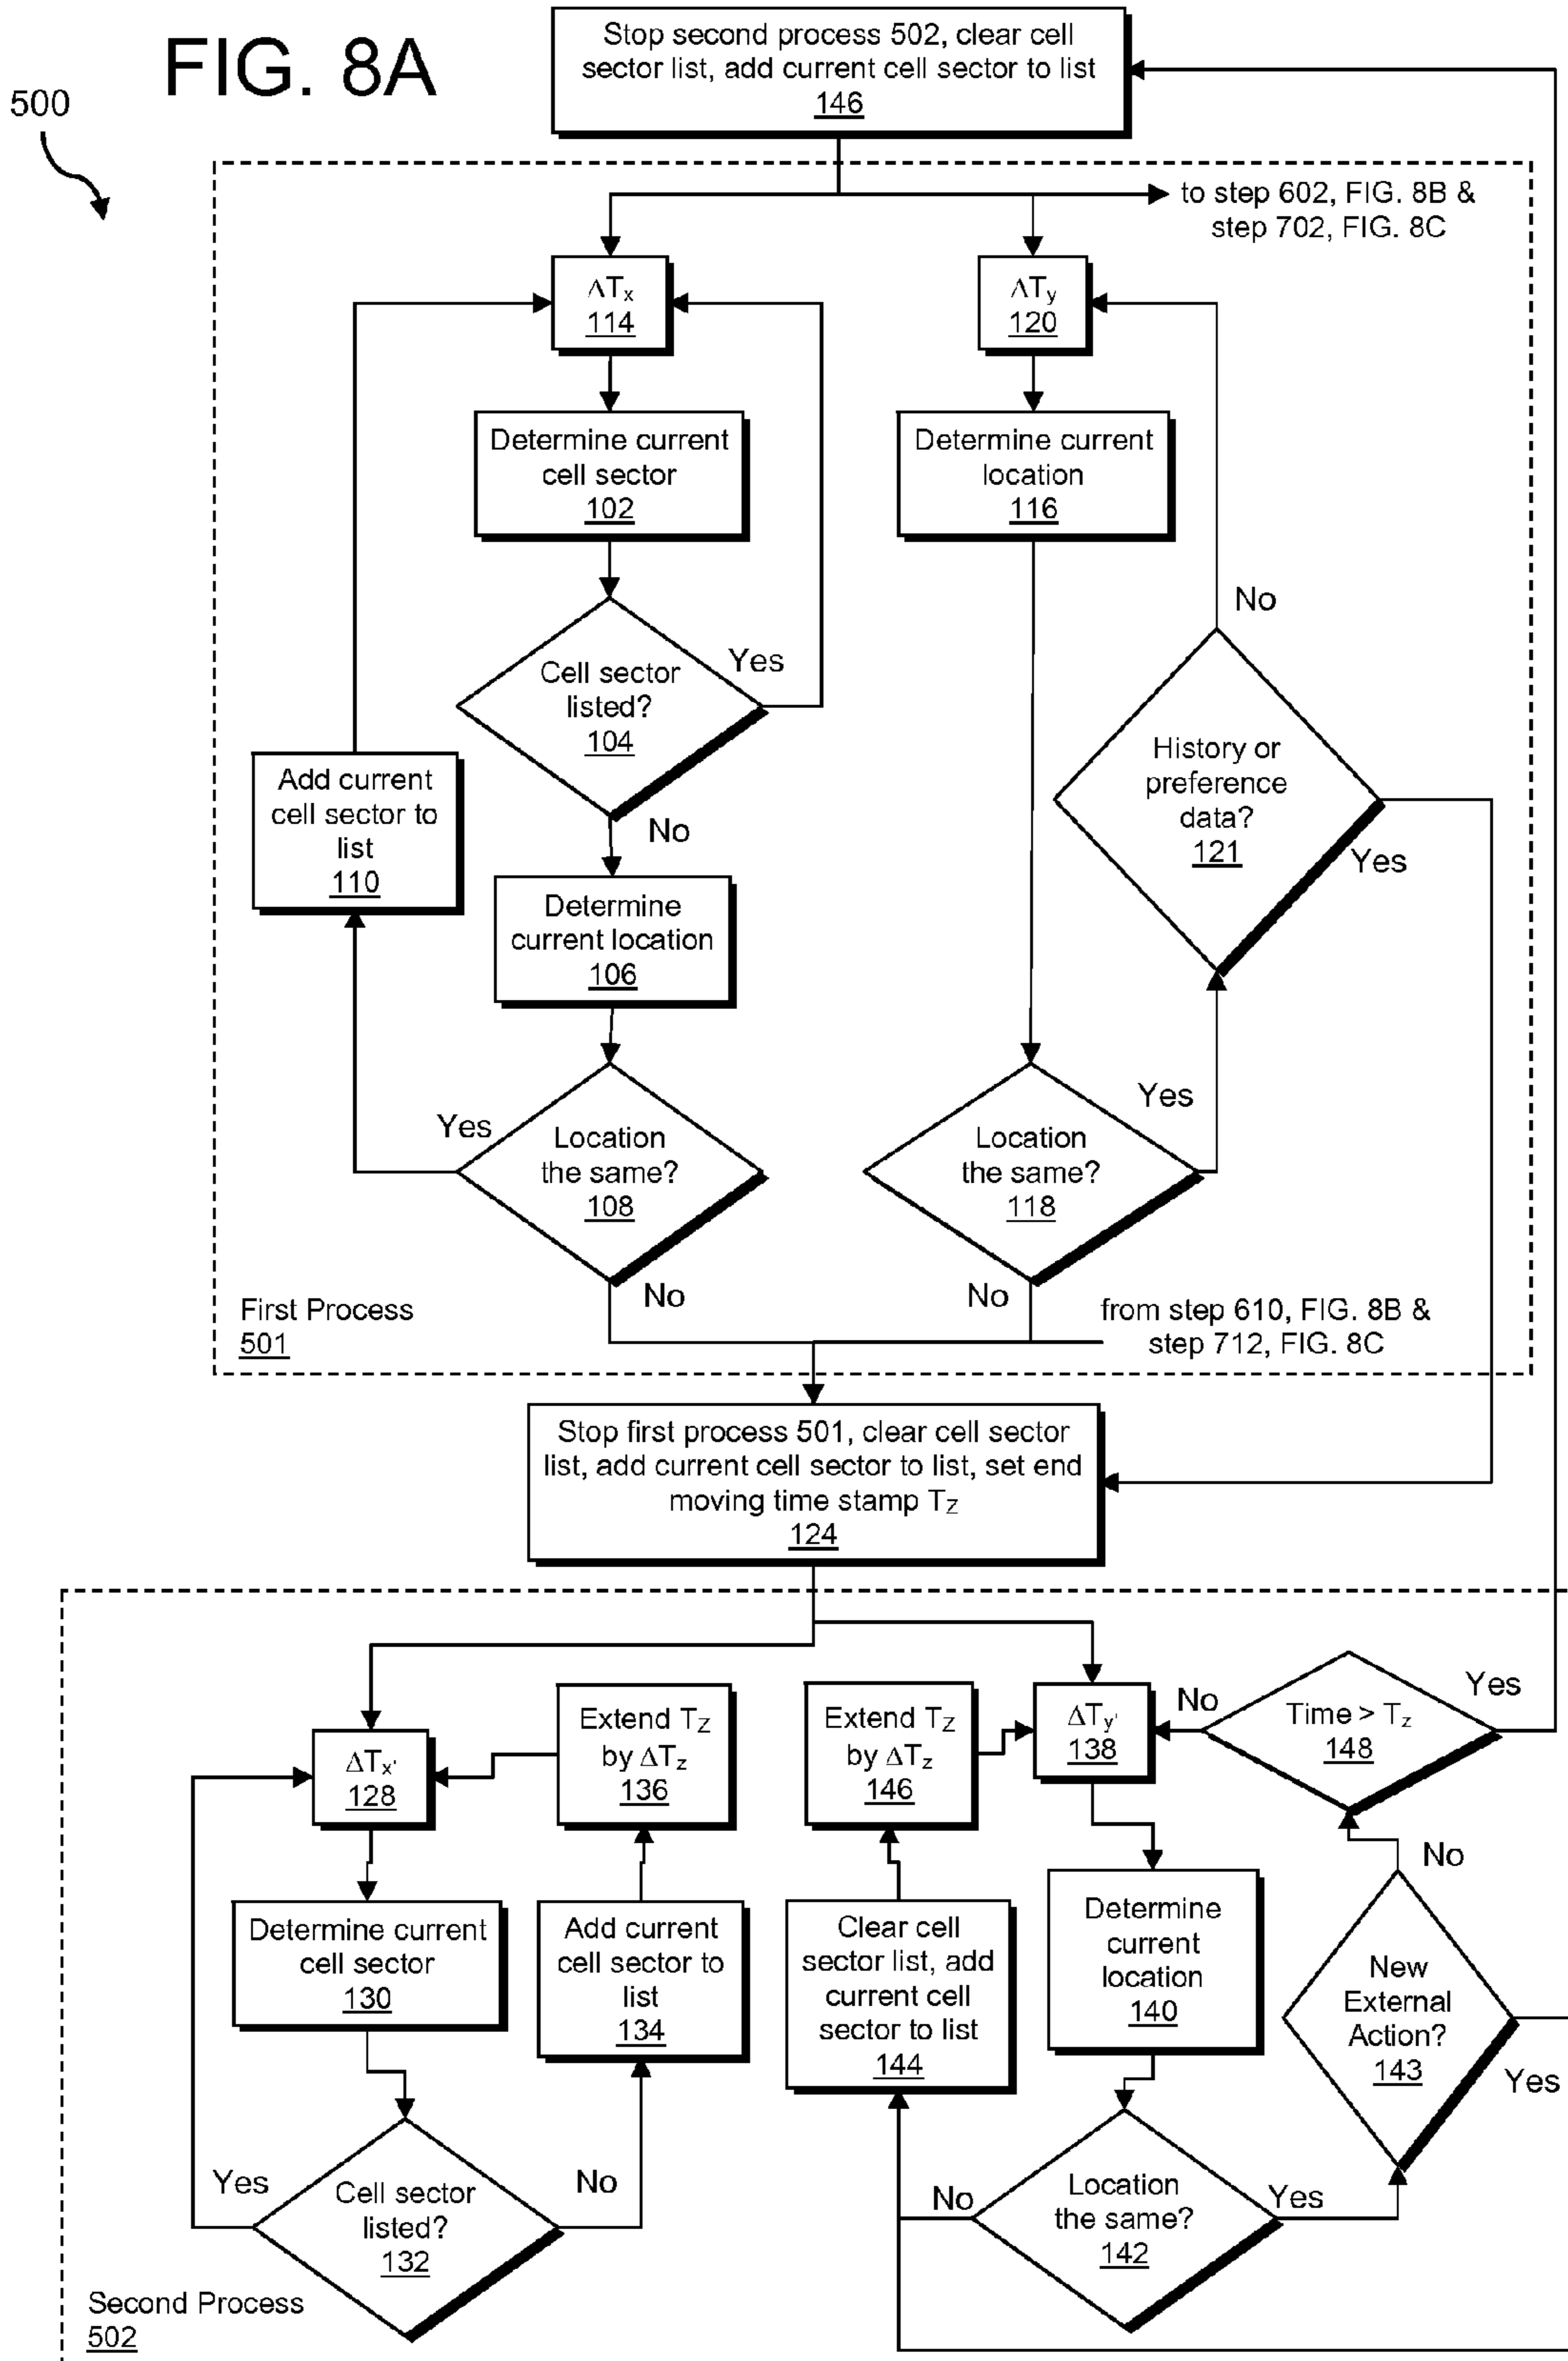 FIG. 8A
500
Stop second process 502, clear cell
sector list, add current cell sector to list
146
to step 602, FIG. 8B &
step 702, FIG. 8C
ΔTx
114
ΔTy
120
Determine current
cell sector
102
Determine current
location
116
No
Cell sector
listed?
104
Yes
History or
preference
data?
121
Yes
Add current
cell sector to
list
110
No
Determine
current location
106
Yes
Location
the same?
108
Yes
Location
the same?
118
No
No
First Process
501
from step 610, FIG. 8B &
step 712, FIG. 8C
Stop first process 501, clear cell sector
list, add current cell sector to list, set end
moving time stamp TZ
124
ΔTx'
128
Extend TZ
by ΔTz
136
Extend TZ
by ΔTz
146
ΔTy'
138
No
Time > Tz
148
Yes
No
Determine current
cell sector
130
Add current
cell sector to
list
134
Clear cell
sector list, add
current cell
sector to list
144
Determine
current
location
140
New
External
Action?
143
Yes
Yes
Cell sector
listed?
132
No
No
Location
the same?
142
Yes
Second Process
502